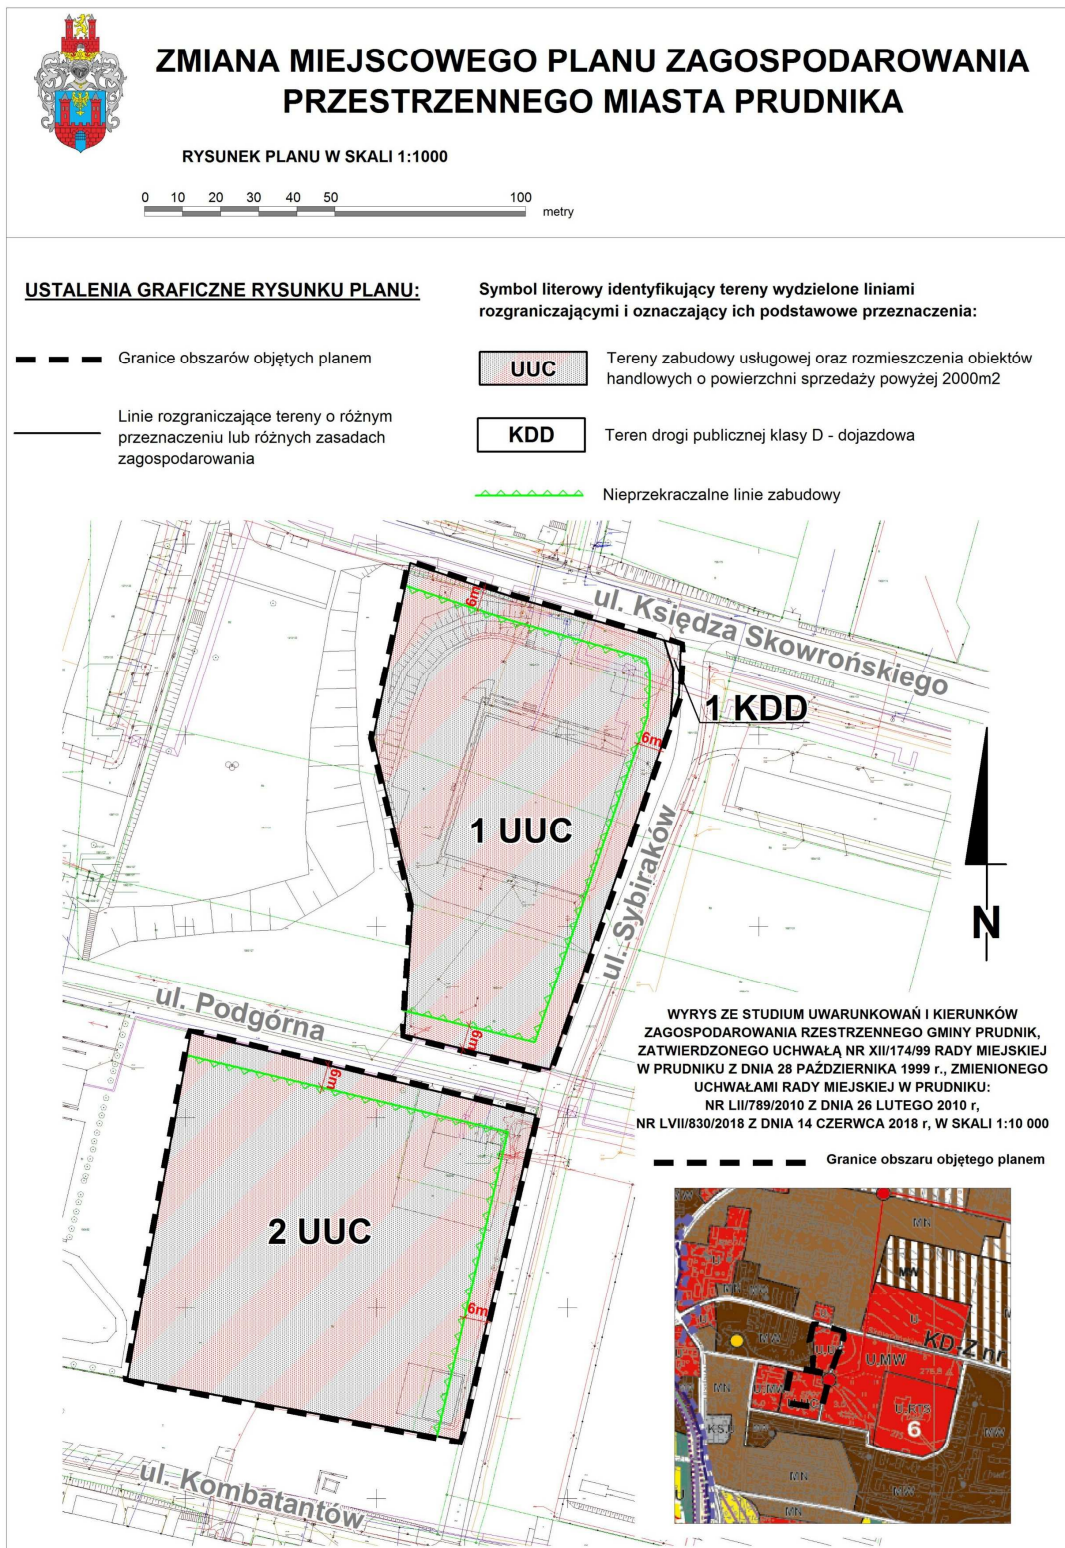 ZMIANA MIEJSCOWEGO PLANU ZAGOSPODAROWANIA
PRZESTRZENNEGO MIASTA PRUDNIKA
RYSUNEK PLANU W SKALI 1:1000
0 10 20 30 40 50 100
metry
USTALENIA GRAFICZNE RYSUNKU PLANU:
Granice obszarów objętych planem
Linie rozgraniczające tereny o różnym
przeznaczeniu lub różnych zasadach
zagospodarowania
Symbol literowy identyfikujący tereny wydzielone liniami
rozgraniczającymi i oznaczający ich podstawowe przeznaczenia:
UUC
Tereny zabudowy usługowej oraz rozmieszczenia obiektów
handlowych o powierzchni sprzedaży powyżej 2000m2
KDD
Teren drogi publicznej klasy D - dojazdowa
Nieprzekraczalne linie zabudowy
ul. Księdza Skowrońskiego
6m
1 KDD
6m
1 UUC
ul. Sybiraków
N
ul. Podgórna
6m
6m
2 UUC
6m
ul. Kombatantów
WYRYS ZE STUDIUM UWARUNKOWAŃ I KIERUNKÓW
ZAGOSPODAROWANIA RZESTRZENNEGO GMINY PRUDNIK,
ZATWIERDZONEGO UCHWAŁĄ NR XII/174/99 RADY MIEJSKIEJ
W PRUDNIKU Z DNIA 28 PAŹDZIERNIKA 1999 r., ZMIENIONEGO
UCHWAŁAMI RADY MIEJSKIEJ W PRUDNIKU:
NR LII/789/2010 Z DNIA 26 LUTEGO 2010 r,
NR LVII/830/2018 Z DNIA 14 CZERWCA 2018 r, W SKALI 1:10 000
Granice obszaru objętego planem
MN
MW
U
KD-Z nr
MW
U,MW
U,MW
MN
6
MW
MN
MW
MN
U